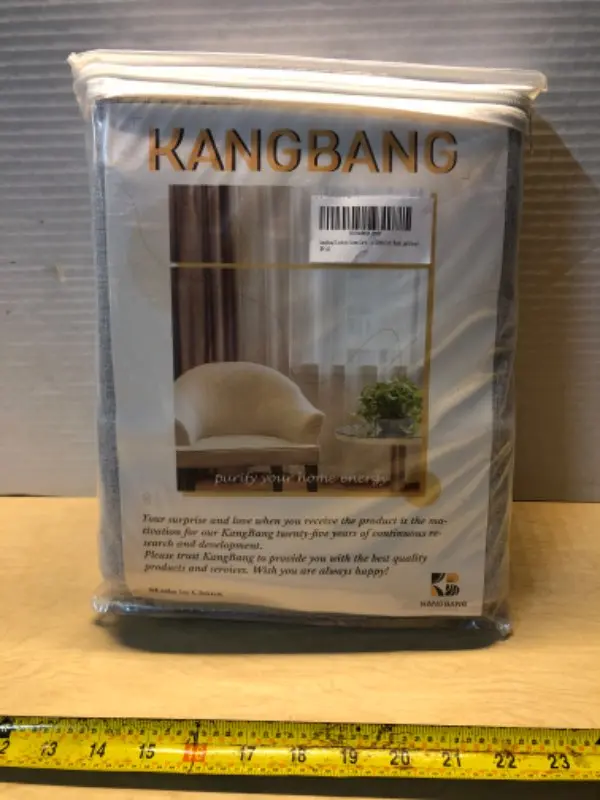 KANGBANG
purify your home energy
Your surprise and love when you receive the product is the mo-
tivation for our KangBang twenty-five years of continuous re-
search and development.
Please trust KangBang to provide you with the best quality
products and services. Wish you are always happy!
KB
KANGBANG
2 13 14 15 16 17 18 19 20 21 22 23